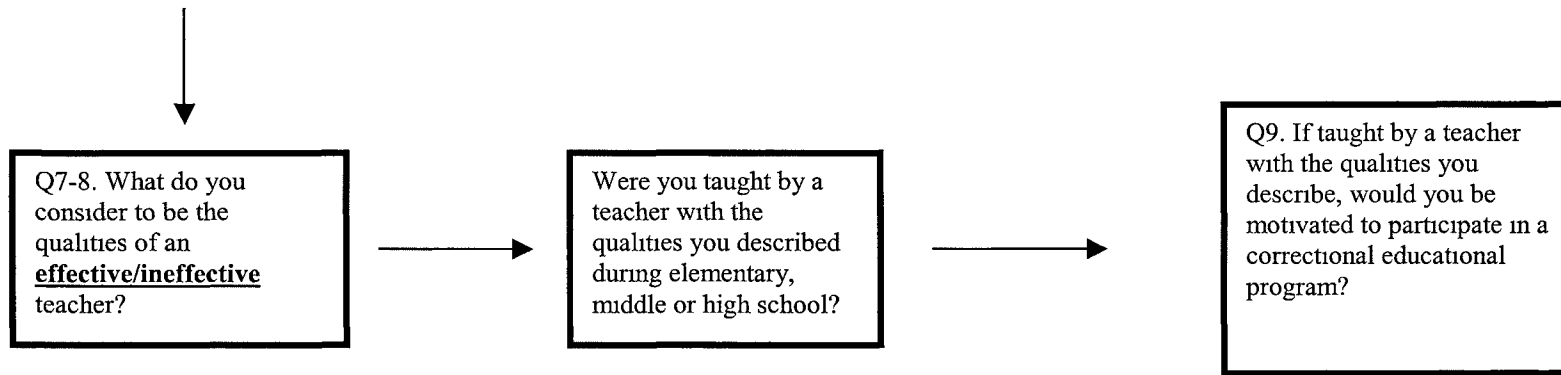 Q7-8. What do you
consider to be the
qualities of an
effective/ineffective
teacher?
Were you taught by a
teacher with the
qualities you described
during elementary,
middle or high school?
Q9. If taught by a teacher
with the qualities you
describe, would you be
motivated to participate in a
correctional educational
program?